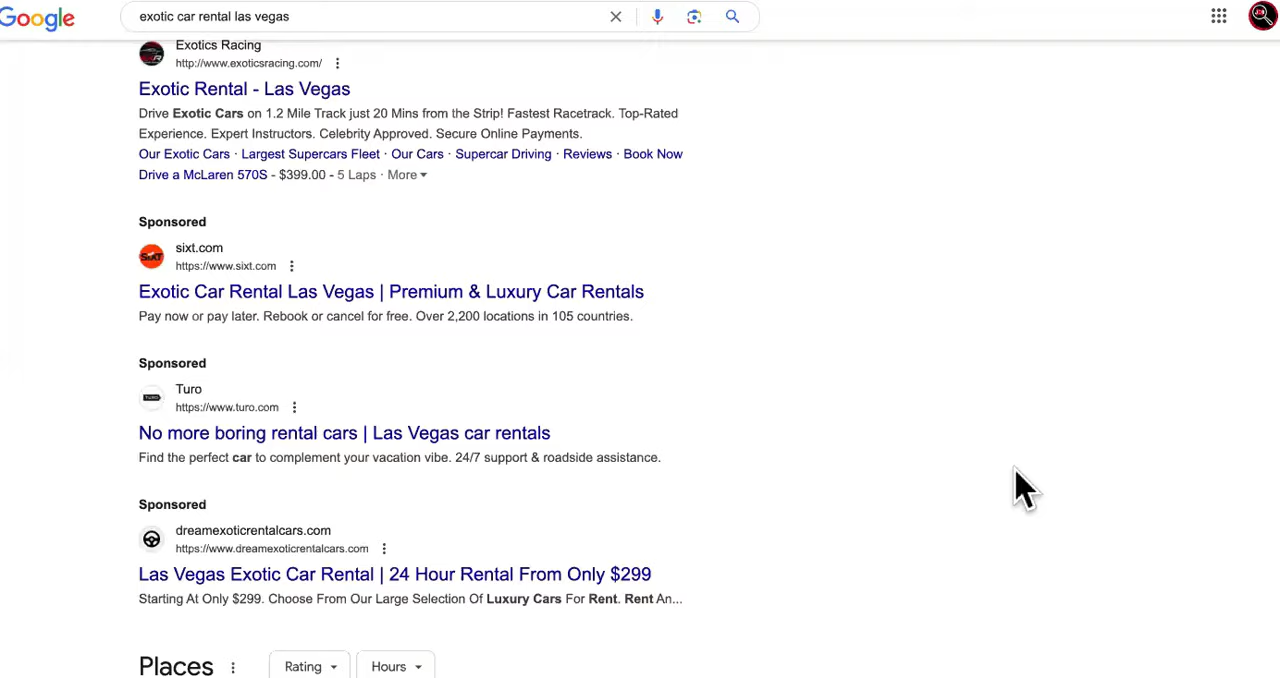 Google
exotic car rental las vegas
Exotics Racing
http://www.exoticsracing.com/
Exotic Rental - Las Vegas
Drive Exotic Cars on 1.2 Mile Track just 20 Mins from the Strip! Fastest Racetrack. Top-Rated
Experience. Expert Instructors. Celebrity Approved. Secure Online Payments.
Our Exotic Cars · Largest Supercars Fleet · Our Cars · Supercar Driving · Reviews · Book Now
Drive a McLaren 570S - $399.00 - 5 Laps · More
Sponsored
SIXT
sixt.com
https://www.sixt.com
Exotic Car Rental Las Vegas | Premium & Luxury Car Rentals
Pay now or pay later. Rebook or cancel for free. Over 2,200 locations in 105 countries.
Sponsored
TURO
Turo
https://www.turo.com
No more boring rental cars | Las Vegas car rentals
Find the perfect car to complement your vacation vibe. 24/7 support & roadside assistance.
Sponsored
dreamexoticrentalcars.com
https://www.dreamexoticrentalcars.com
Las Vegas Exotic Car Rental | 24 Hour Rental From Only $299
Starting At Only $299. Choose From Our Large Selection Of Luxury Cars For Rent. Rent An...
Places
Rating
Hours